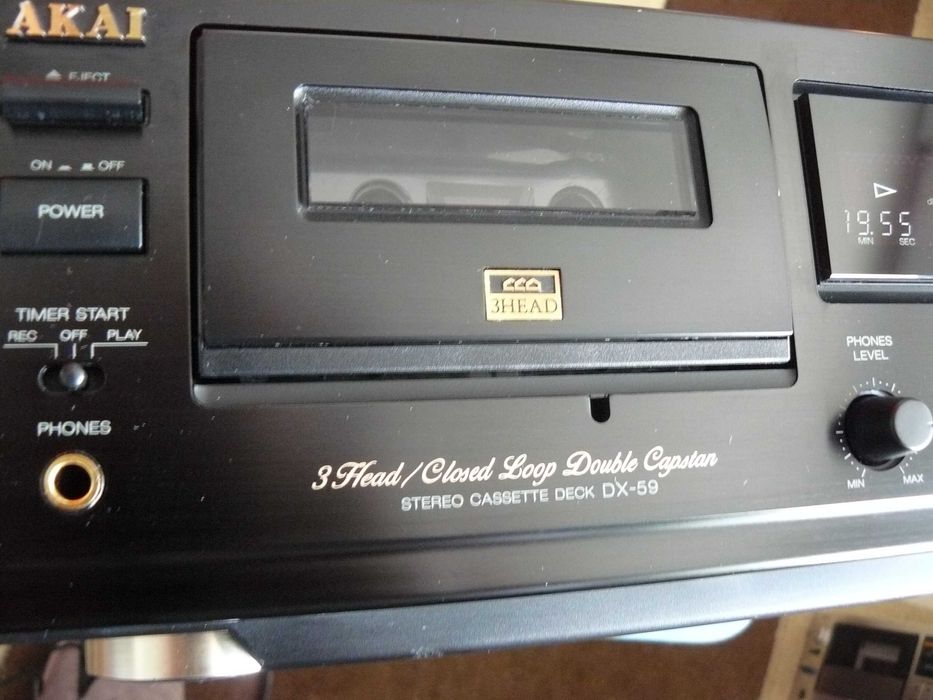 AKAI
EJECT
ON OFF
POWER
TIMER START
REC OFF PLAY
PHONES
3HEAD
3 Head/Closed Loop Double Capstan
STEREO CASSETTE DECK DX-59
19.55
MIN SEC
PHONES
LEVEL
MIN MAX